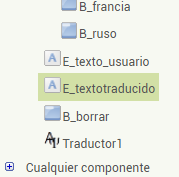 B_francia
B_ruso
E_texto_usuario
E_textotraducido
B_borrar
Traductor1
Cualquier componente